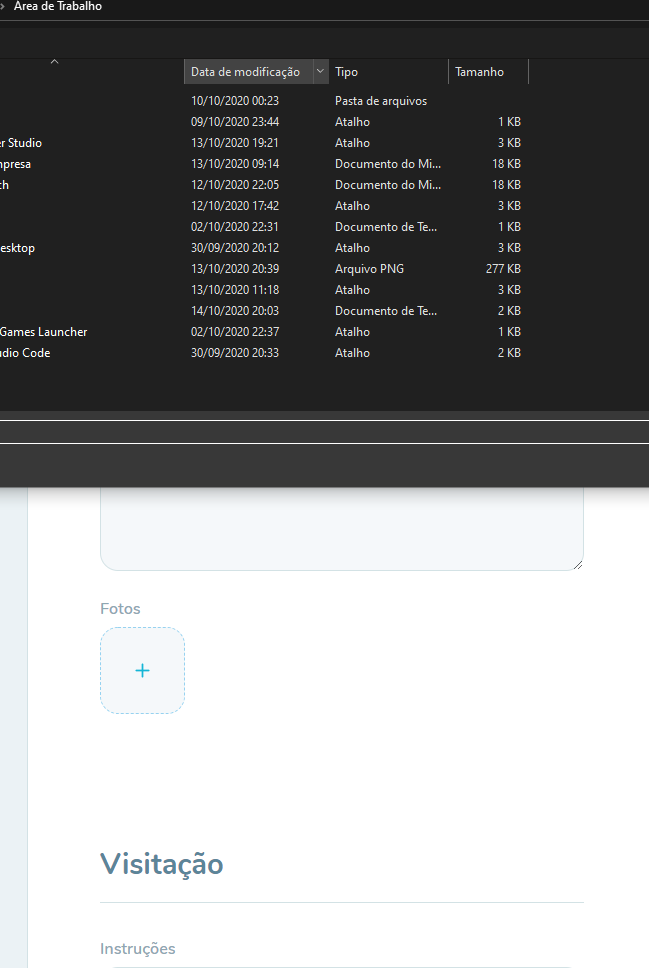 Área de Trabalho
Data de modificação Tipo Tamanho
10/10/2020 00:23 Pasta de arquivos
09/10/2020 23:44 Atalho 1 KB
er Studio 13/10/2020 19:21 Atalho 3 KB
mpresa 13/10/2020 09:14 Documento do Mi... 18 KB
ch 12/10/2020 22:05 Documento do Mi... 18 KB
12/10/2020 17:42 Atalho 3 KB
02/10/2020 22:31 Documento de Te... 1 KB
esktop 30/09/2020 20:12 Atalho 3 KB
13/10/2020 20:39 Arquivo PNG 277 KB
13/10/2020 11:18 Atalho 3 KB
14/10/2020 20:03 Documento de Te... 2 KB
Games Launcher 02/10/2020 22:37 Atalho 1 KB
udio Code 30/09/2020 20:33 Atalho 2 KB
Fotos
+
Visitação
Instruções